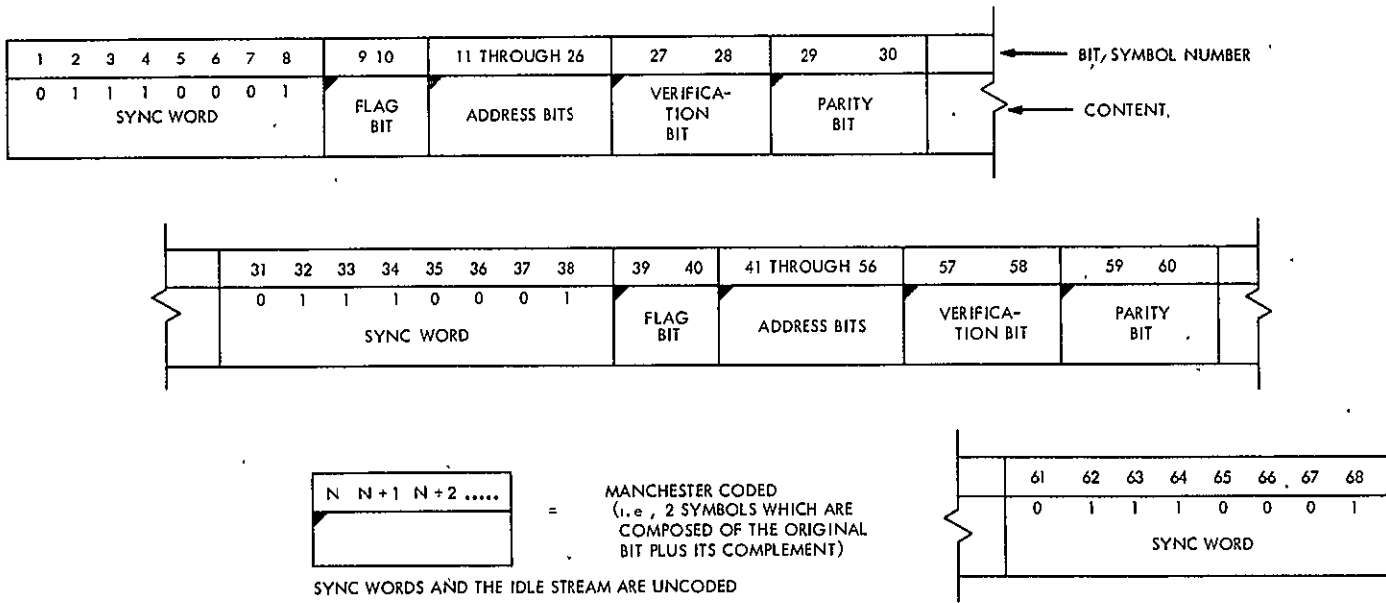 1 2 3 4 5 6 7 8 9 10 11 THROUGH 26 27 28 29 30 BIT, SYMBOL NUMBER
0 1 1 1 0 0 0 1
SYNC WORD
FLAG
BIT
ADDRESS BITS
VERIFICA-
TION
BIT
PARITY
BIT
CONTENT.
31 32 33 34 35 36 37 38 39 40 41 THROUGH 56 57 58 59 60
0 1 1 1 0 0 0 1
SYNC WORD
FLAG
BIT
ADDRESS BITS
VERIFICA-
TION BIT
PARITY
BIT
N N+1 N+2 .....
=
MANCHESTER CODED
(i.e, 2 SYMBOLS WHICH ARE
COMPOSED OF THE ORIGINAL
BIT PLUS ITS COMPLEMENT)
SYNC WORDS AND THE IDLE STREAM ARE UNCODED
61 62 63 64 65 66 67 68
0 1 1 1 0 0 0 1
SYNC WORD